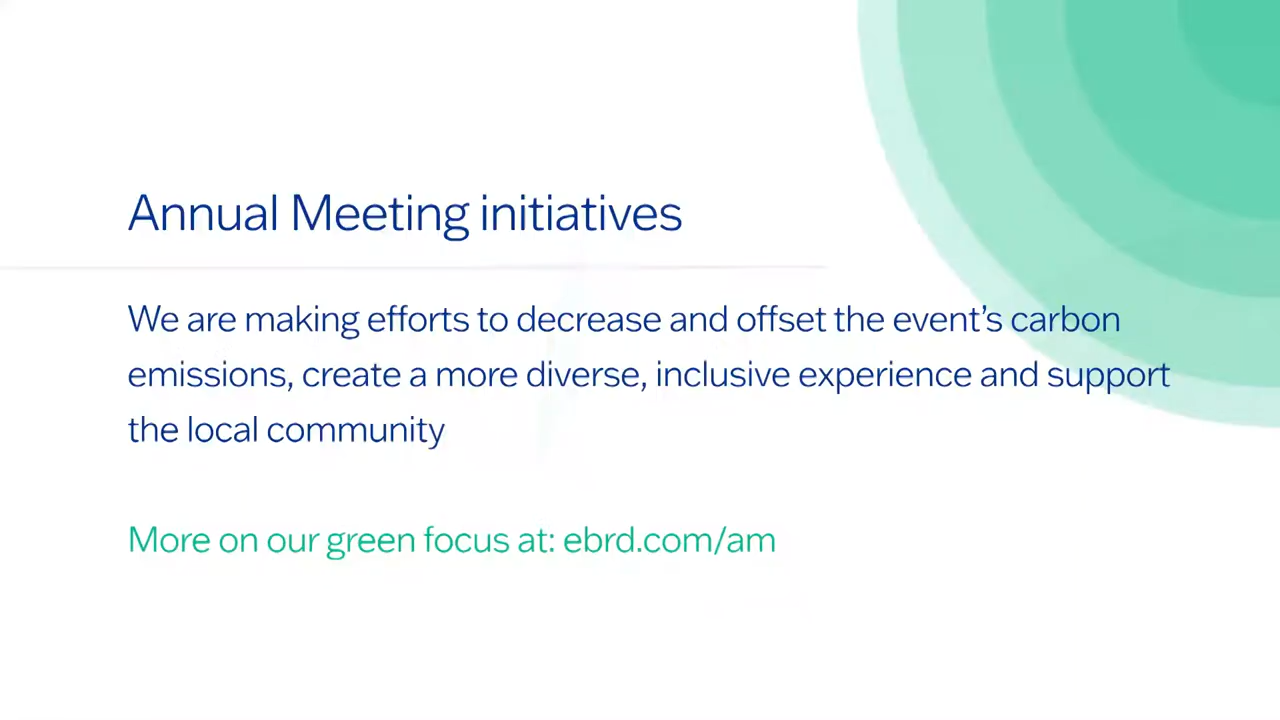 Annual Meeting initiatives
We are making efforts to decrease and offset the event’s carbon
emissions, create a more diverse, inclusive experience and support
the local community
More on our green focus at: ebrd.com/am